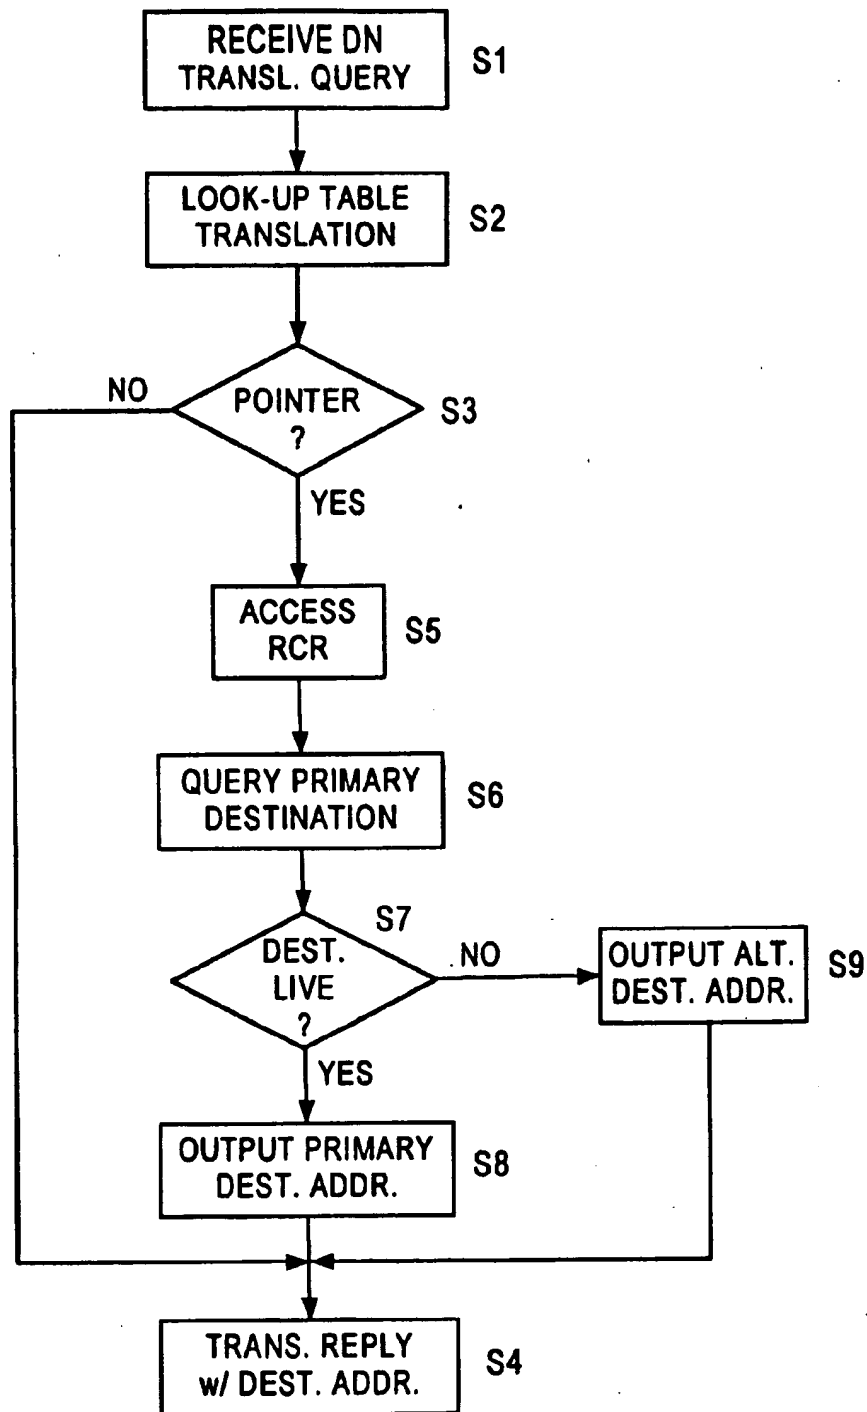 RECEIVE DN
TRANSL. QUERY
S1
LOOK-UP TABLE
TRANSLATION
S2
NO
POINTER
?
S3
YES
ACCESS
RCR
S5
QUERY PRIMARY
DESTINATION
S6
S7
DEST.
LIVE
?
NO
OUTPUT ALT.
DEST. ADDR.
S9
YES
OUTPUT PRIMARY
DEST. ADDR.
S8
TRANS. REPLY
w/ DEST. ADDR.
S4